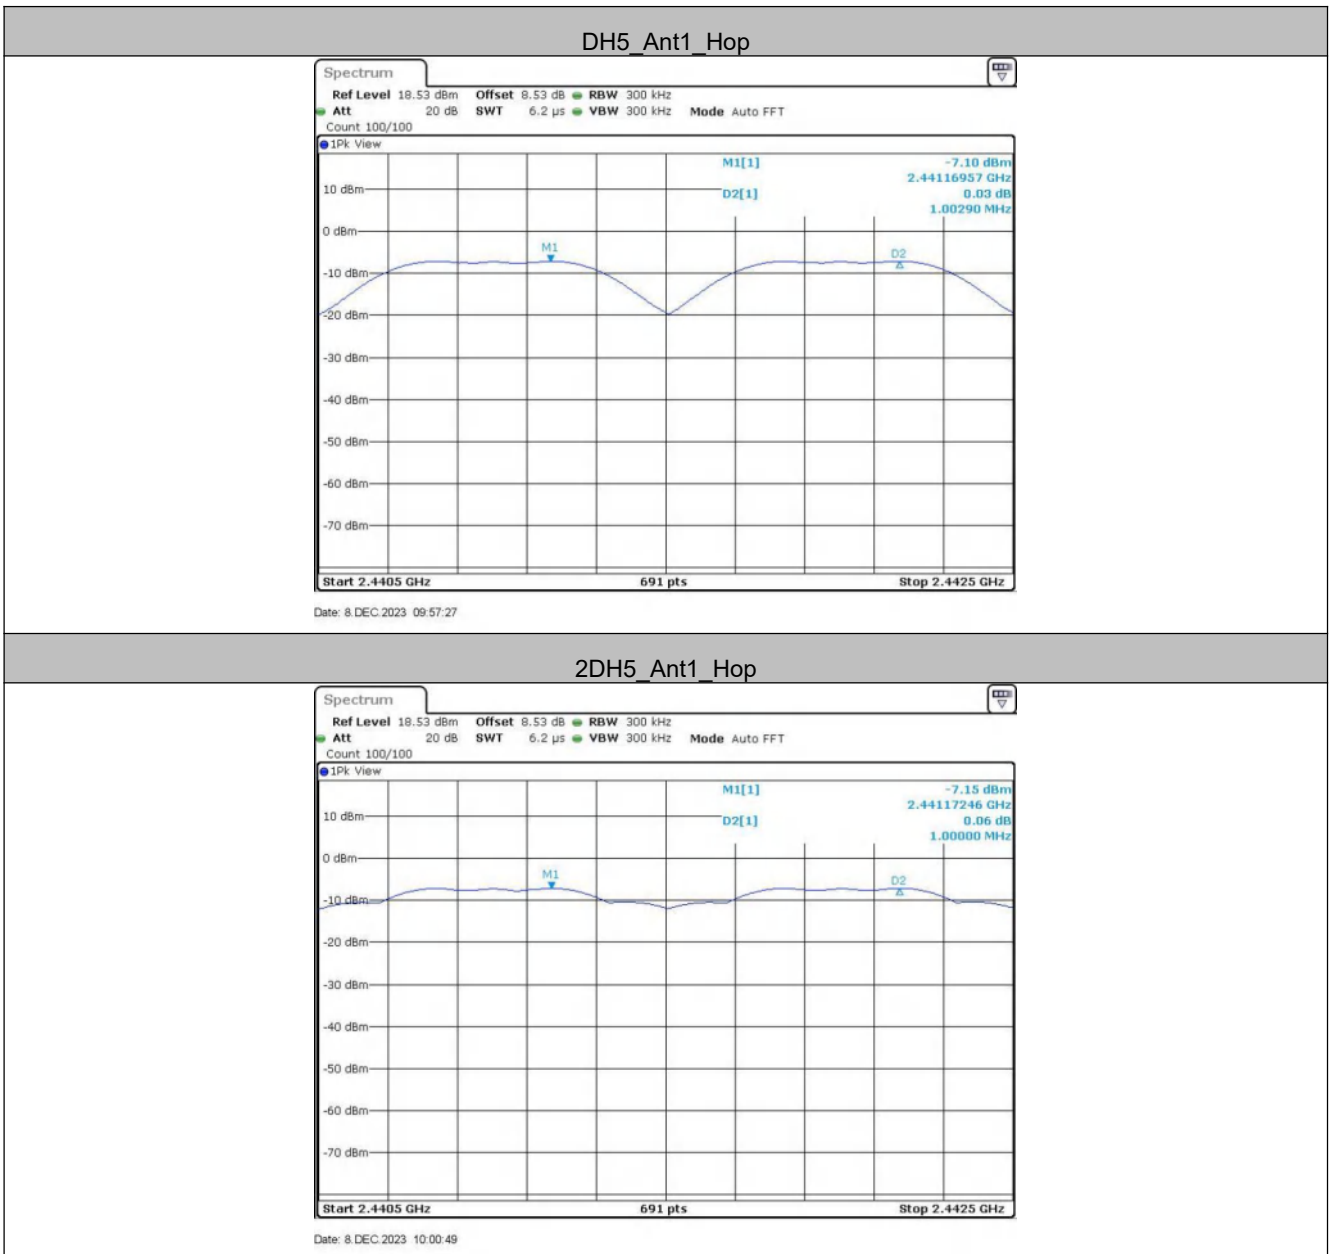 DH5_Ant1_Hop
Spectrum
Ref Level 18.53 dBm Offset 8.53 dB RBW 300 kHz
Att 20 dB SWT 6.2 µs VBW 300 kHz Mode Auto FFT
Count 100/100
1Pk View
M1[1] -7.10 dBm
2.44116957 GHz
10 dBm
D2[1] 0.03 dB
1.00290 MHz
0 dBm
M1
D2
-10 dBm
-20 dBm
-30 dBm
-40 dBm
-50 dBm
-60 dBm
-70 dBm
Start 2.4405 GHz 691 pts Stop 2.4425 GHz
Date: 8.DEC.2023 09:57:27
2DH5_Ant1_Hop
Spectrum
Ref Level 18.53 dBm Offset 8.53 dB RBW 300 kHz
Att 20 dB SWT 6.2 µs VBW 300 kHz Mode Auto FFT
Count 100/100
1Pk View
M1[1] -7.15 dBm
2.44117246 GHz
10 dBm
D2[1] 0.06 dB
1.00000 MHz
0 dBm
M1
D2
-10 dBm
-20 dBm
-30 dBm
-40 dBm
-50 dBm
-60 dBm
-70 dBm
Start 2.4405 GHz 691 pts Stop 2.4425 GHz
Date: 8.DEC.2023 10:00:49